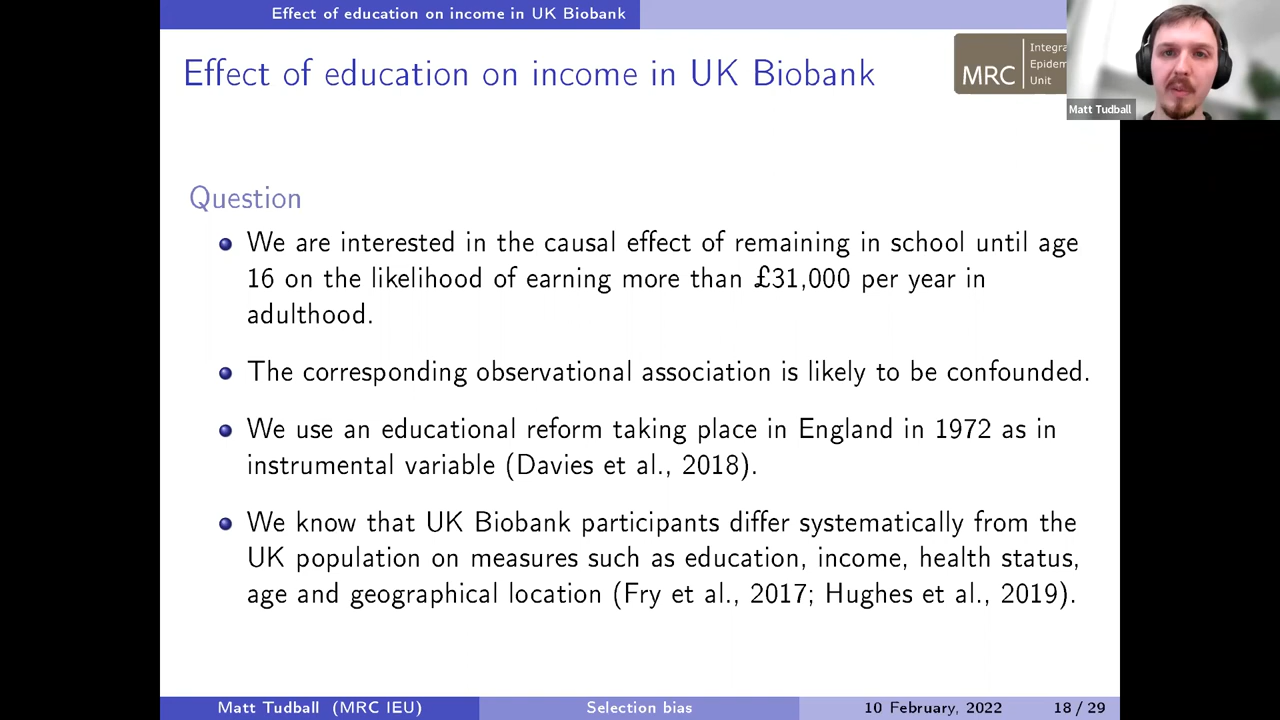 Effect of education on income in UK Biobank
Effect of education on income in UK Biobank
MRC
Integra
Epidem
Unit
Matt Tudball
Question
We are interested in the causal effect of remaining in school until age
16 on the likelihood of earning more than £31,000 per year in
adulthood.
The corresponding observational association is likely to be confounded.
We use an educational reform taking place in England in 1972 as in
instrumental variable (Davies et al., 2018).
We know that UK Biobank participants differ systematically from the
UK population on measures such as education, income, health status,
age and geographical location (Fry et al., 2017; Hughes et al., 2019).
Matt Tudball (MRC IEU)
Selection bias
10 February, 2022
18 / 29